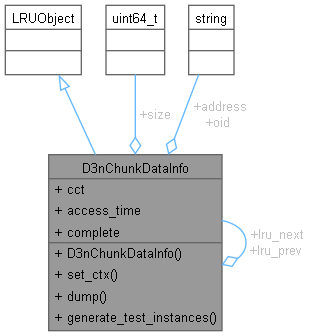 LRUObject
uint64_t
string
+size
+address
+oid
D3nChunkDataInfo
+ cct
+ access_time
+ complete
+ D3nChunkDataInfo()
+ set_ctx()
+ dump()
+ generate_test_instances()
+lru_next
+lru_prev